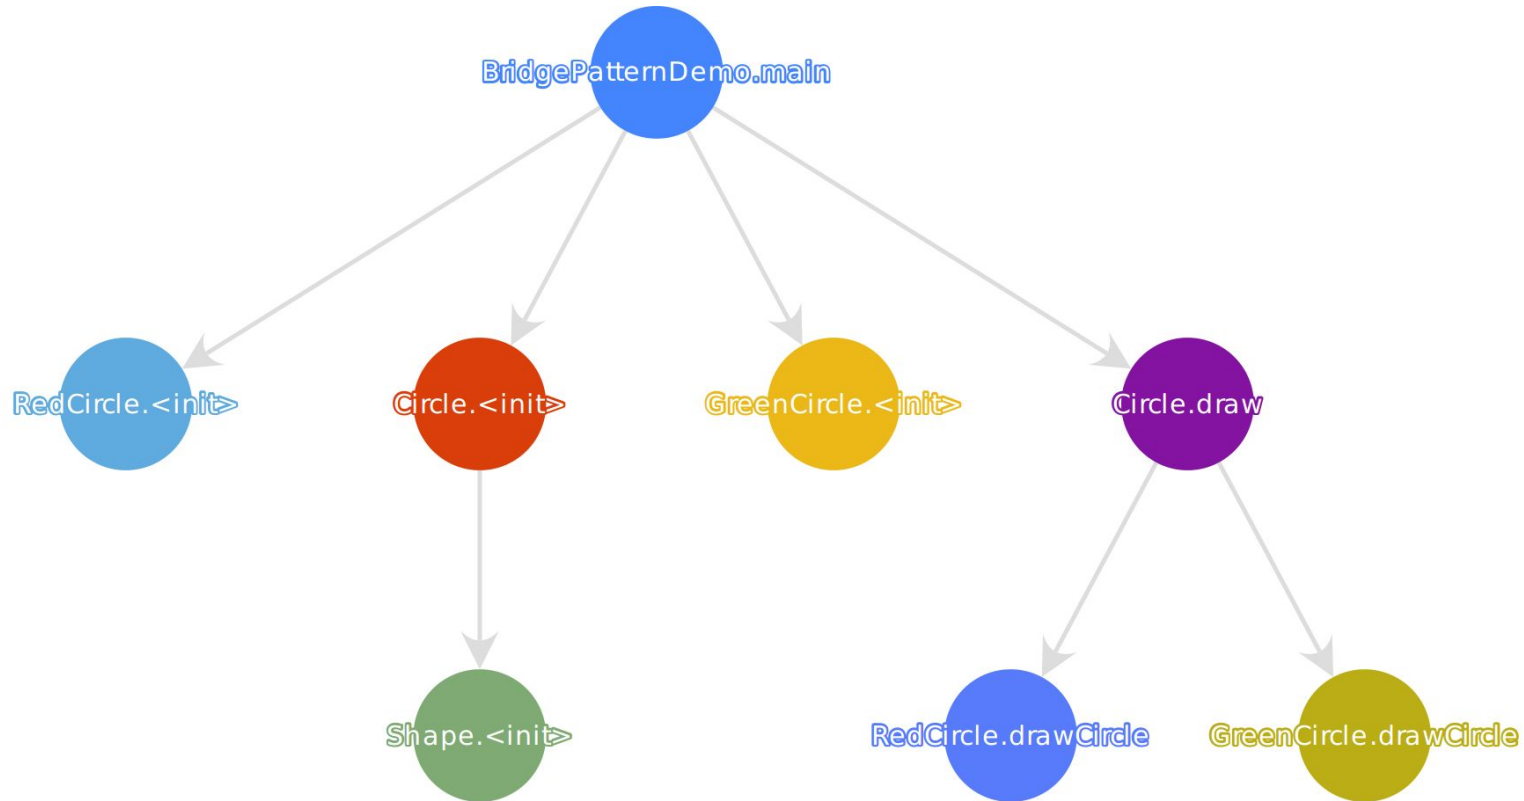 BridgePatternDemo.main
RedCircle.<init>
Circle.<init>
GreenCircle.<init>
Circle.draw
Shape.<init>
RedCircle.drawCircle
GreenCircle.drawCircle